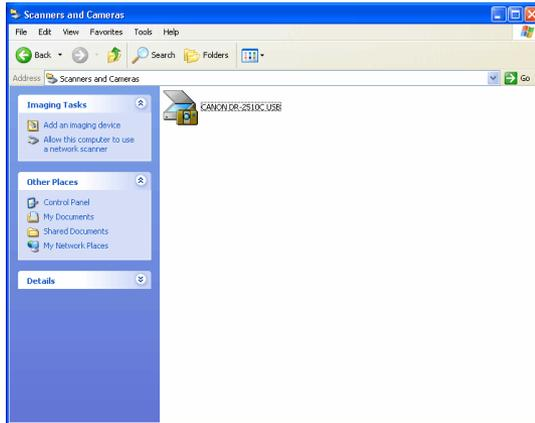 Scanners and Cameras
File Edit View Favorites Tools Help
Back Search Folders
Address Scanners and Cameras Go
Imaging Tasks
Add an imaging device
Allow this computer to use
a network scanner
Other Places
Control Panel
My Documents
Shared Documents
My Network Places
Details
CANON DR-2510C USB